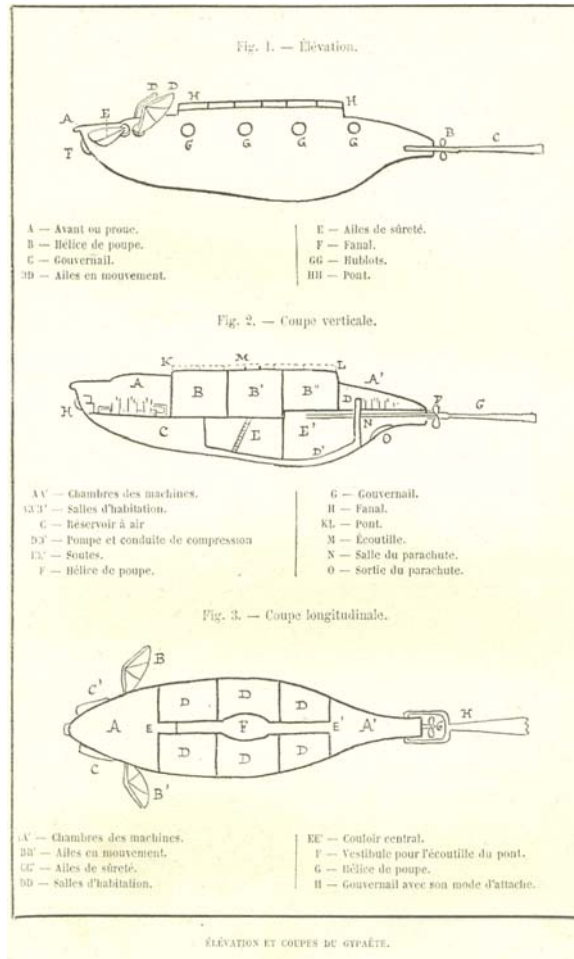 Fig. 1. — Élévation.
D D
H H
A E
B C
F G G G G
A — Avant ou proue.
B — Hélice de poupe.
C — Gouvernail.
DD — Ailes en mouvement.
E — Ailes de sûreté.
F — Fanal.
GG — Hublots.
HH — Pont.
Fig. 2. — Coupe verticale.
K M L
A B B' B" A'
H D F G
C E E' N
D' O
AA' — Chambres des machines.
— Salles d'habitation.
C — Réservoir à air
DD' — Pompe et conduite de compression
EE' — Soutes.
F — Hélice de poupe.
G — Gouvernail.
H — Fanal.
KL — Pont.
M — Écoutille.
N — Salle du parachute.
O — Sortie du parachute.
Fig. 3. — Coupe longitudinale.
B
C' D D D
H
A E F E' A' G
C D D D
B'
AA' — Chambres des machines.
BB' — Ailes en mouvement.
CC' — Ailes de sûreté.
DD — Salles d'habitation.
EE' — Couloir central.
F — Vestibule pour l'écoutille du pont.
G — Hélice de poupe.
H — Gouvernail avec son mode d'attache.
ÉLÉVATION ET COUPES DU GYPAÈTE.